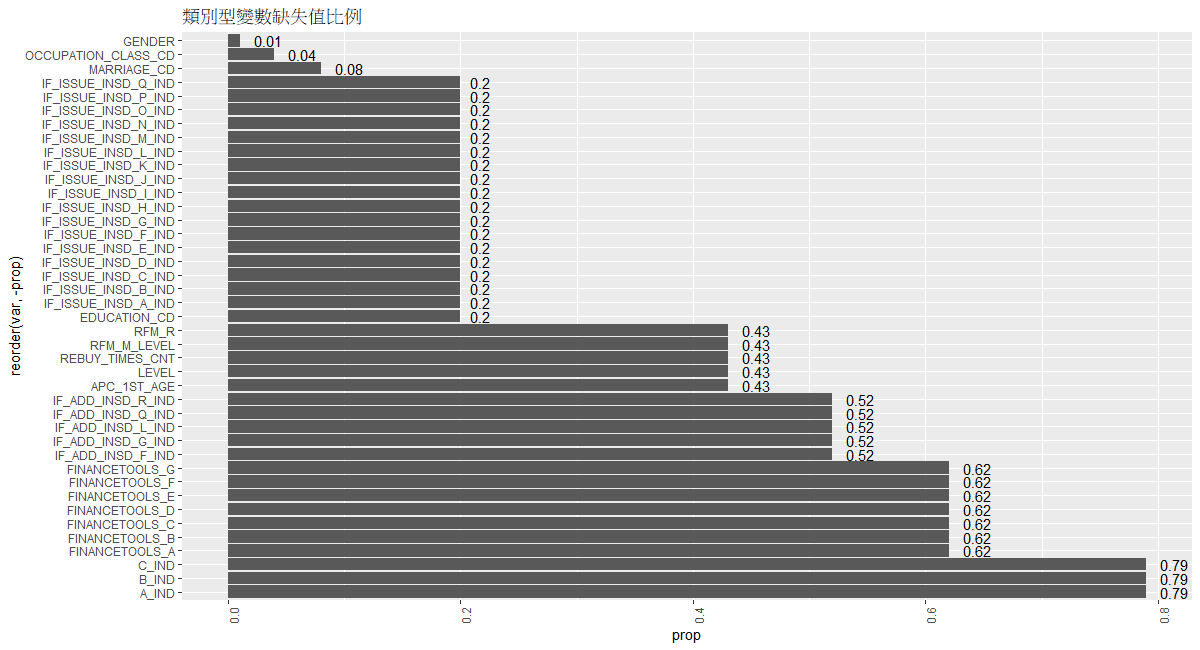 類別型變數缺失值比例
GENDER 0.01
OCCUPATION_CLASS_CD 0.04
MARRIAGE_CD 0.08
IF_ISSUE_INSD_Q_IND 0.2
IF_ISSUE_INSD_P_IND 0.2
IF_ISSUE_INSD_O_IND 0.2
IF_ISSUE_INSD_N_IND 0.2
IF_ISSUE_INSD_M_IND 0.2
IF_ISSUE_INSD_L_IND 0.2
IF_ISSUE_INSD_K_IND 0.2
IF_ISSUE_INSD_J_IND 0.2
IF_ISSUE_INSD_I_IND 0.2
IF_ISSUE_INSD_H_IND 0.2
IF_ISSUE_INSD_G_IND 0.2
IF_ISSUE_INSD_F_IND 0.2
IF_ISSUE_INSD_E_IND 0.2
IF_ISSUE_INSD_D_IND 0.2
IF_ISSUE_INSD_C_IND 0.2
IF_ISSUE_INSD_B_IND 0.2
IF_ISSUE_INSD_A_IND 0.2
EDUCATION_CD 0.2
RFM_R 0.43
RFM_M_LEVEL 0.43
REBUY_TIMES_CNT 0.43
LEVEL 0.43
APC_1ST_AGE 0.43
IF_ADD_INSD_R_IND 0.52
IF_ADD_INSD_Q_IND 0.52
IF_ADD_INSD_L_IND 0.52
IF_ADD_INSD_G_IND 0.52
IF_ADD_INSD_F_IND 0.52
FINANCETOOLS_G 0.62
FINANCETOOLS_F 0.62
FINANCETOOLS_E 0.62
FINANCETOOLS_D 0.62
FINANCETOOLS_C 0.62
FINANCETOOLS_B 0.62
FINANCETOOLS_A 0.62
C_IND 0.79
B_IND 0.79
A_IND 0.79
reorder(var, -prop)
0.0 0.2 0.4 0.6 0.8
prop